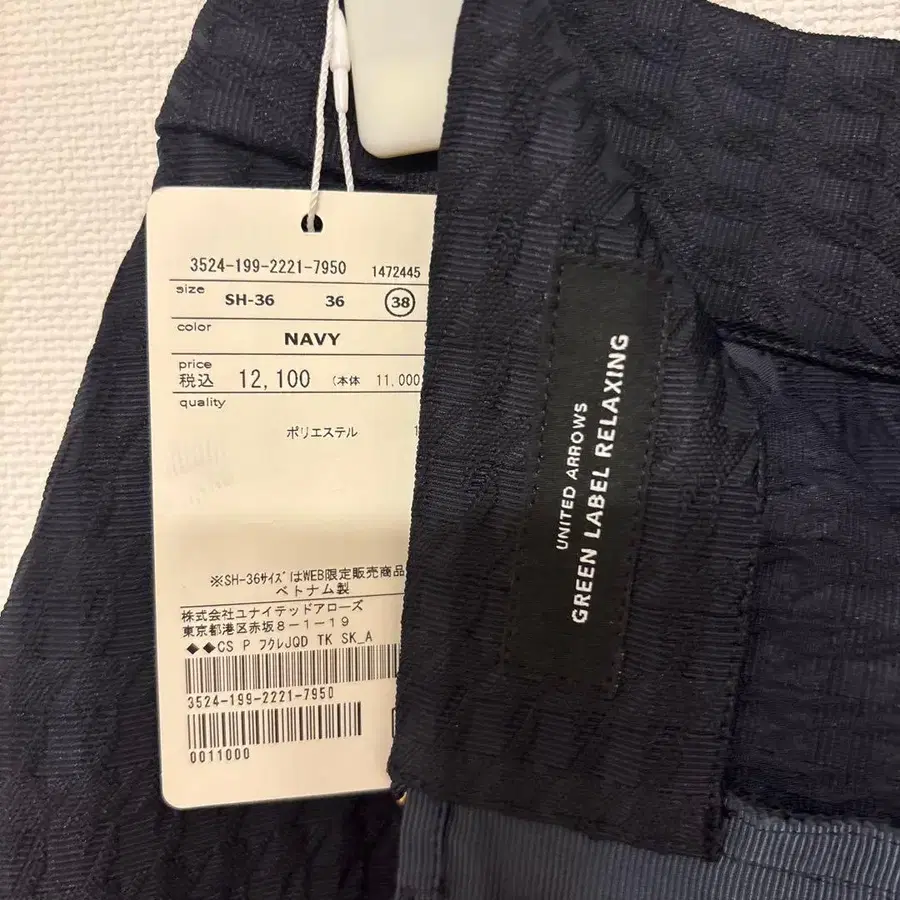 3524-199-2221-7950 1472445
size SH-36 36 38
color
NAVY
price
税込 12,100 (本体 11,000
quality
ポリエステル
※SH-36サイズはWEB限定販売商品
ベトナム製
株式会社ユナイテッドアローズ
東京都港区赤坂8-1-19
◆◆CS P フクレJQD TK SK_A
3524-199-2221-7950
0011000
UNITED ARROWS
GREEN LABEL RELAXING